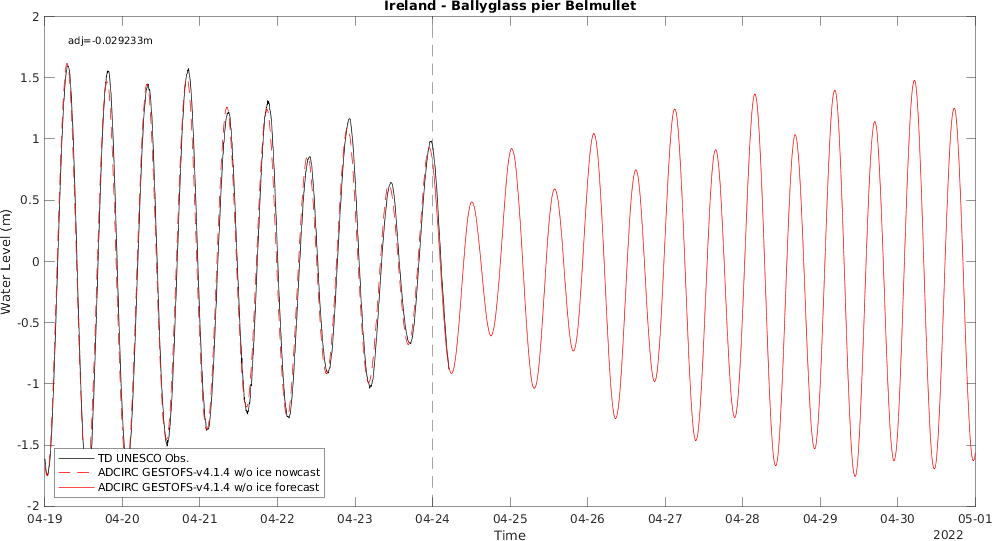 Ireland - Ballyglass pier Belmullet
adj=-0.029233m
2
1.5
1
0.5
0
-0.5
-1
-1.5
-2
Water Level (m)
TD UNESCO Obs.
ADCIRC GESTOFS-v4.1.4 w/o ice nowcast
ADCIRC GESTOFS-v4.1.4 w/o ice forecast
04-19 04-20 04-21 04-22 04-23 04-24 04-25 04-26 04-27 04-28 04-29 04-30 05-01
Time
2022